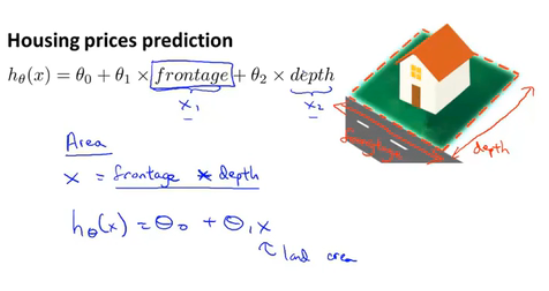 Housing prices prediction
hθ(x) = θ₀ + θ₁ × frontage + θ₂ × depth
x₁ x₂
Area
x = frontage * depth
hθ(x) = θ₀ + θ₁x
land area
frontage
depth